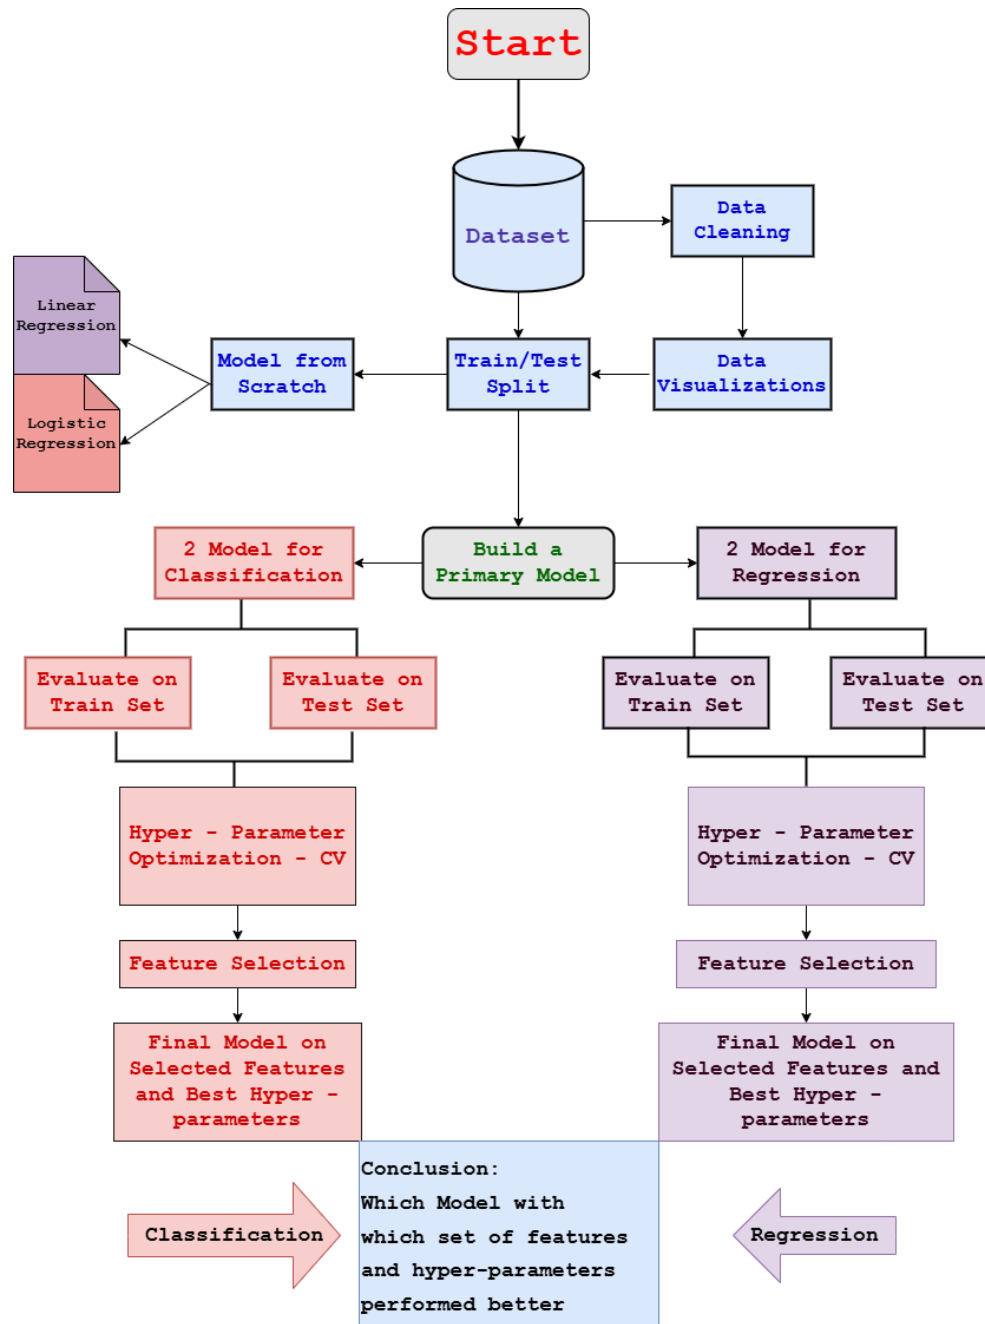 Start
Dataset
Data
Cleaning
Linear
Regression
Model from
Scratch
Train/Test
Split
Data
Visualizations
Logistic
Regression
2 Model for
Classification
Build a
Primary Model
2 Model for
Regression
Evaluate on
Train Set
Evaluate on
Test Set
Evaluate on
Train Set
Evaluate on
Test Set
Hyper - Parameter
Optimization - CV
Hyper - Parameter
Optimization - CV
Feature Selection
Feature Selection
Final Model on
Selected Features
and Best Hyper -
parameters
Final Model on
Selected Features and
Best Hyper -
parameters
Conclusion:
Which Model with
which set of features
and hyper-parameters
performed better
Classification
Regression